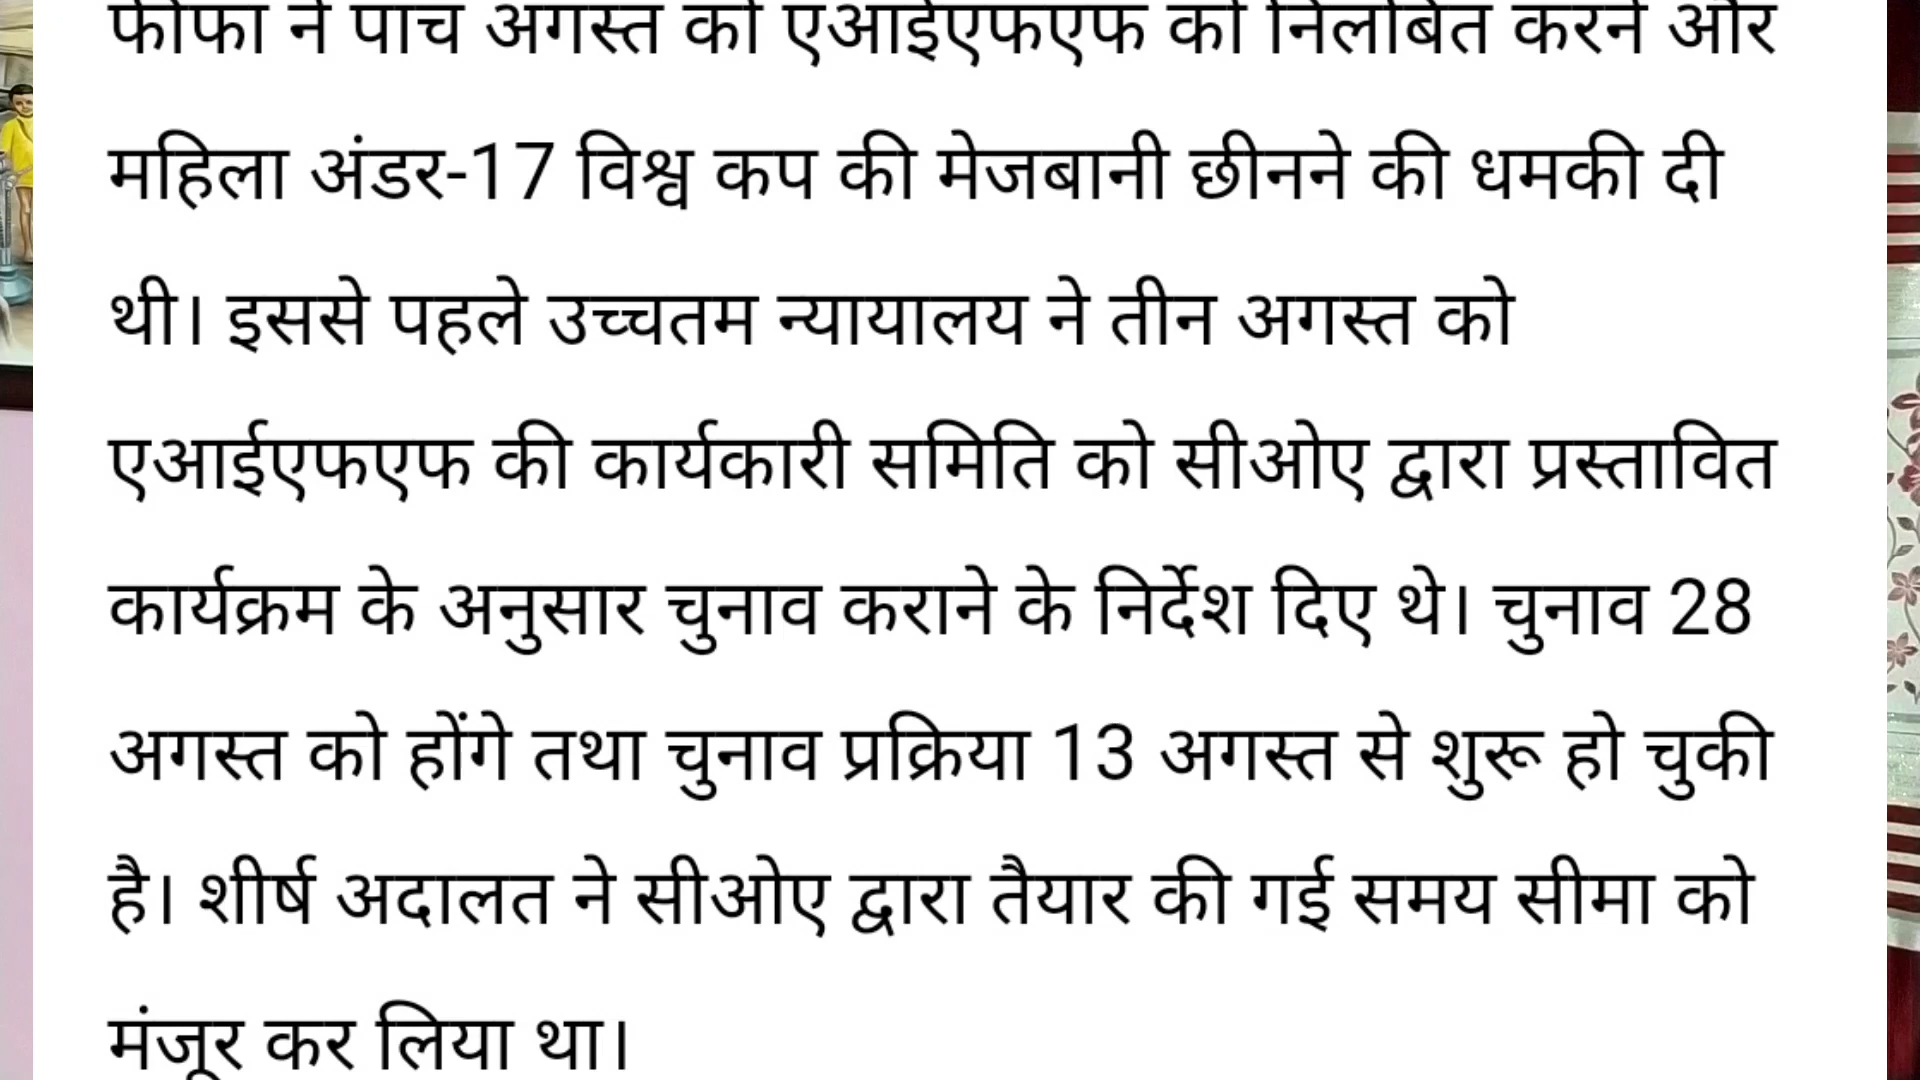 फीफा ने पांच अगस्त को एआईएफएफ को निलंबित करने और
महिला अंडर-17 विश्व कप की मेजबानी छीनने की धमकी दी
थी। इससे पहले उच्चतम न्यायालय ने तीन अगस्त को
एआईएफएफ की कार्यकारी समिति को सीओए द्वारा प्रस्तावित
कार्यक्रम के अनुसार चुनाव कराने के निर्देश दिए थे। चुनाव 28
अगस्त को होंगे तथा चुनाव प्रक्रिया 13 अगस्त से शुरू हो चुकी
है। शीर्ष अदालत ने सीओए द्वारा तैयार की गई समय सीमा को
मंजूर कर लिया था।